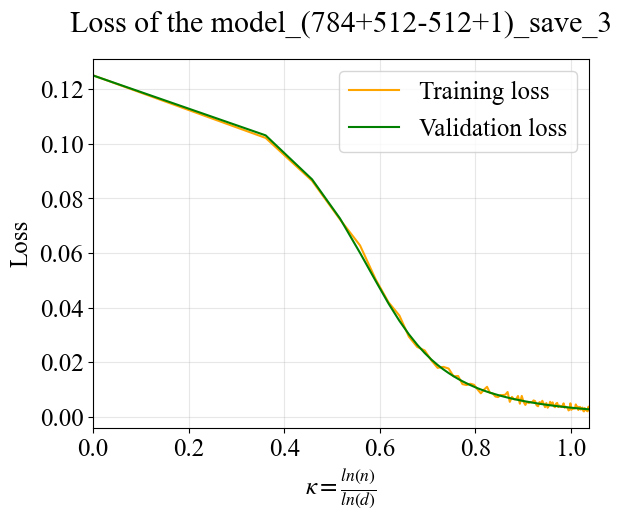 Loss of the model_(784+512-512+1)_save_3
Training loss
Validation loss
0.12
0.10
0.08
0.06
0.04
0.02
0.00
Loss
0.0 0.2 0.4 0.6 0.8 1.0
κ = ln(n)/ln(d)